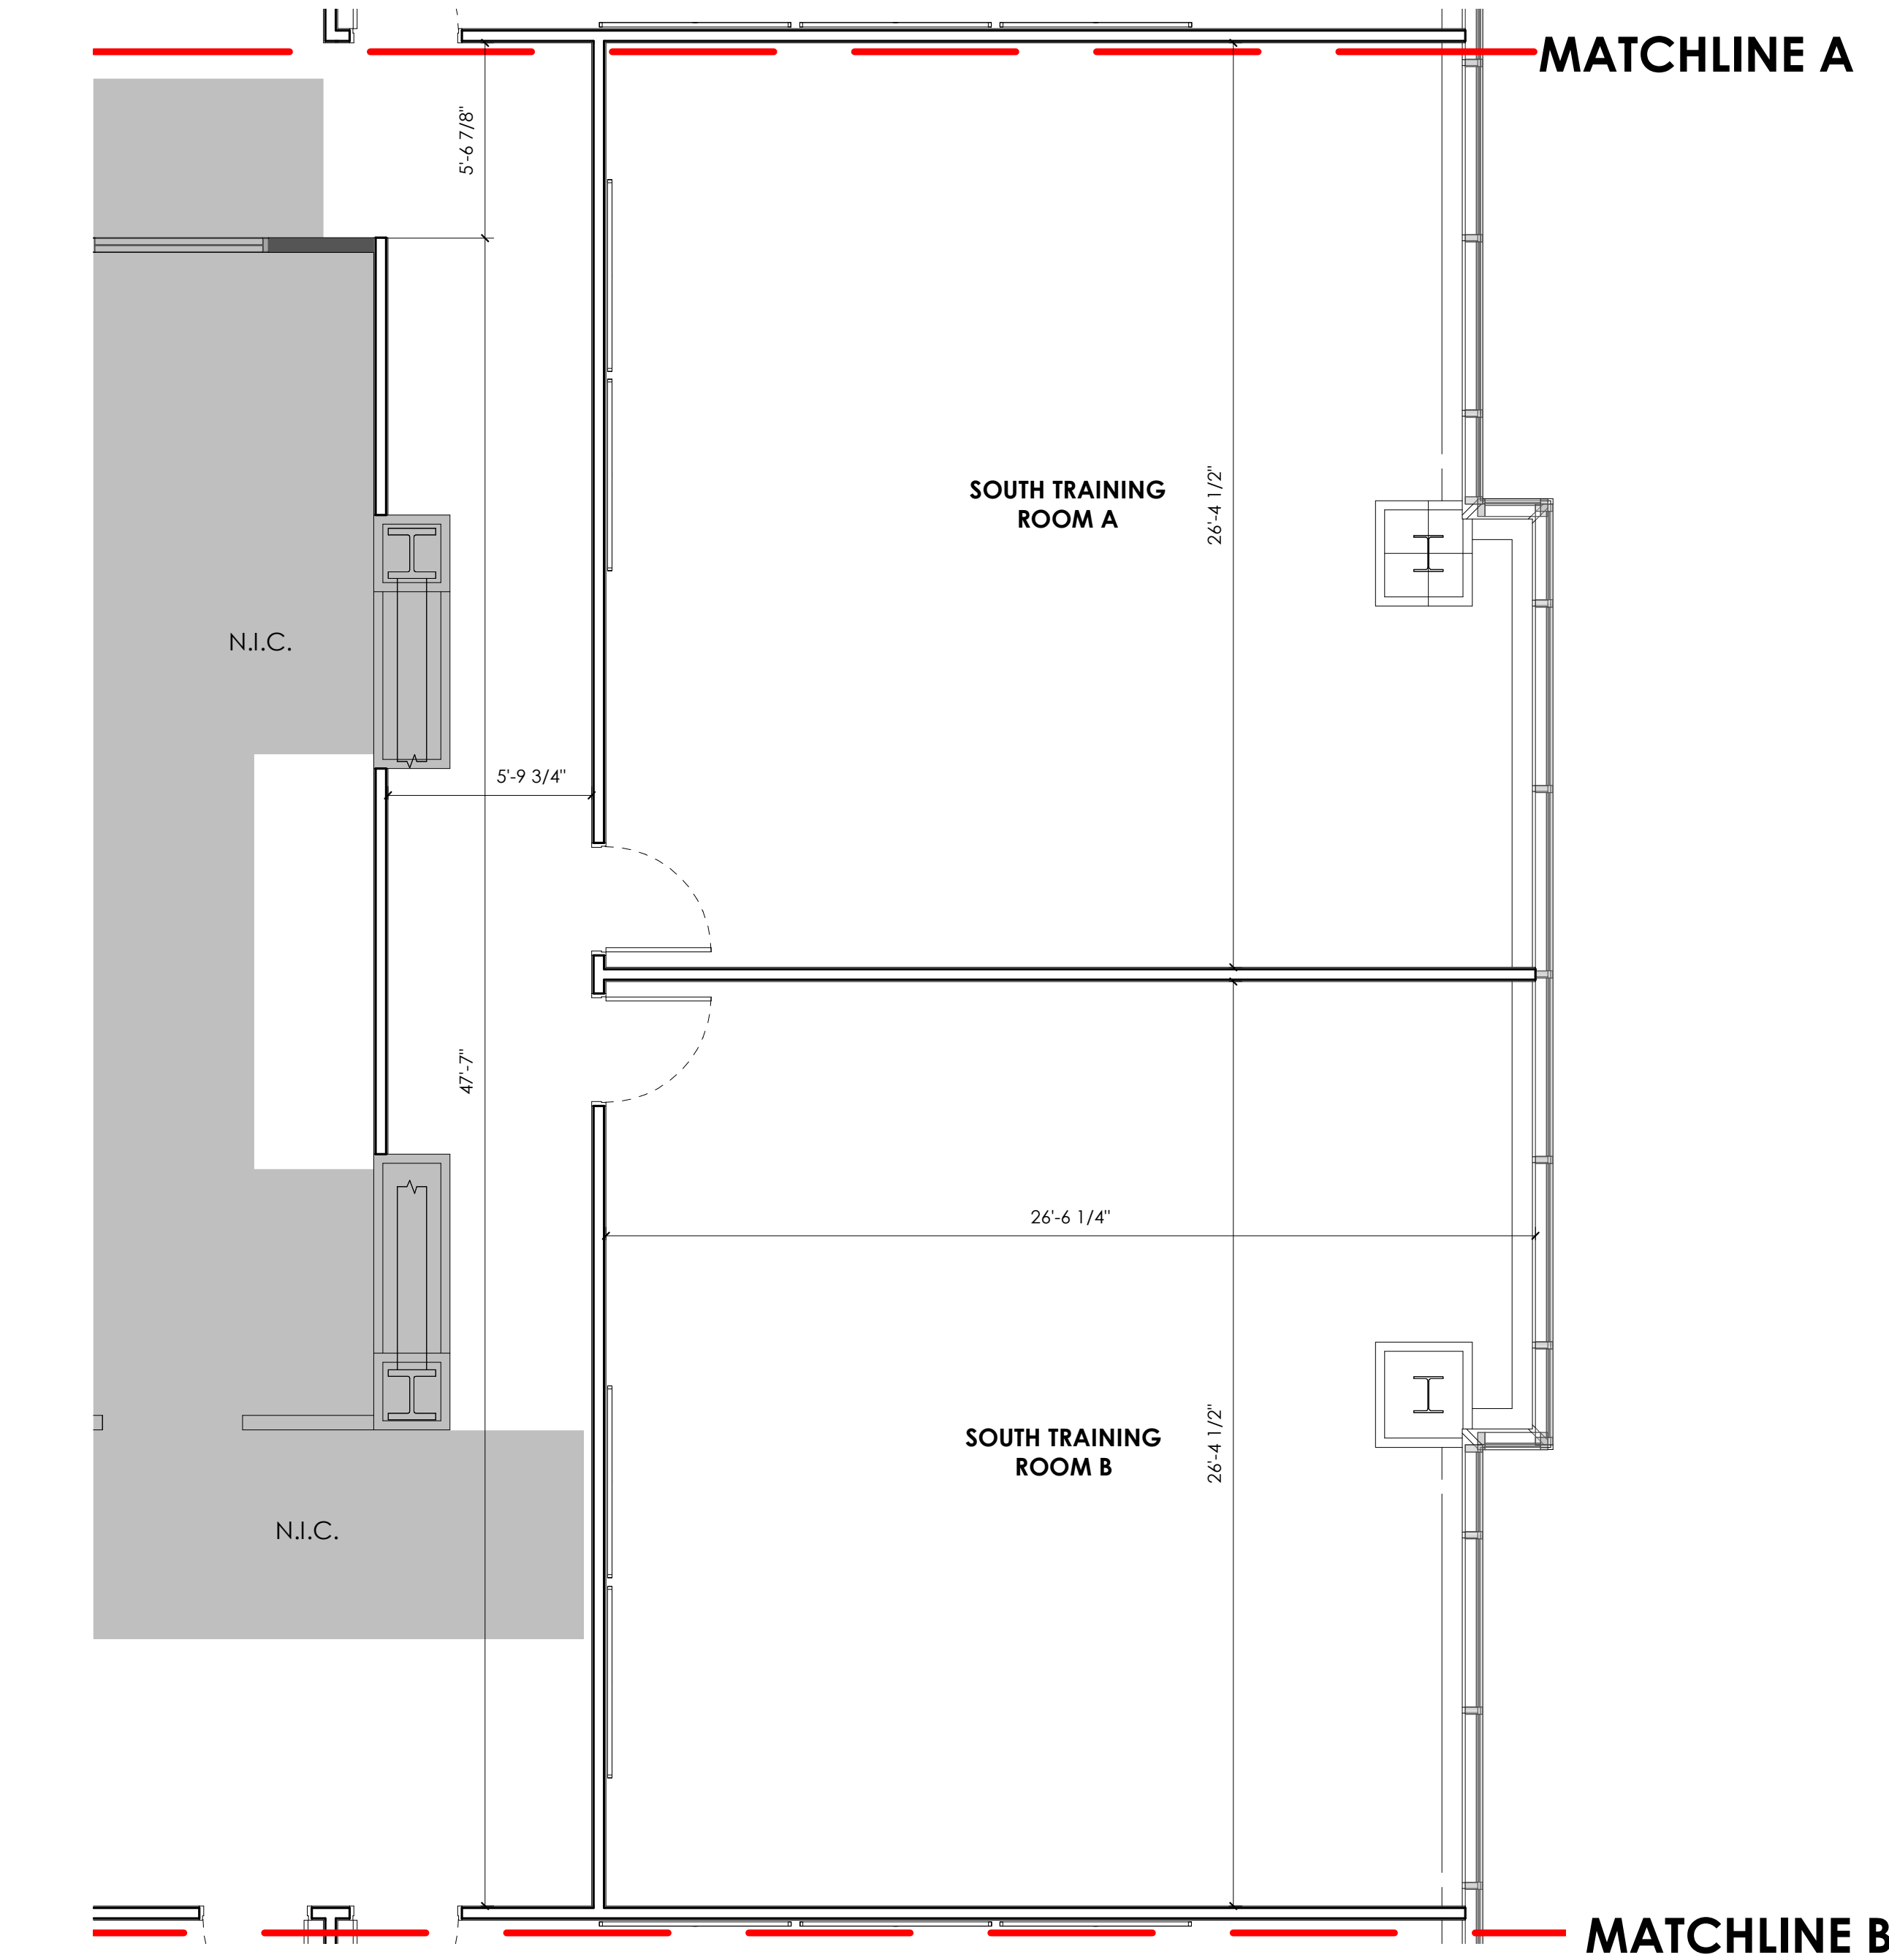 MATCHLINE A
5'-6 7/8"
SOUTH TRAINING
ROOM A
26'-4 1/2"
N.I.C.
5'-9 3/4"
47'-7"
26'-6 1/4"
SOUTH TRAINING
ROOM B
26'-4 1/2"
N.I.C.
MATCHLINE B